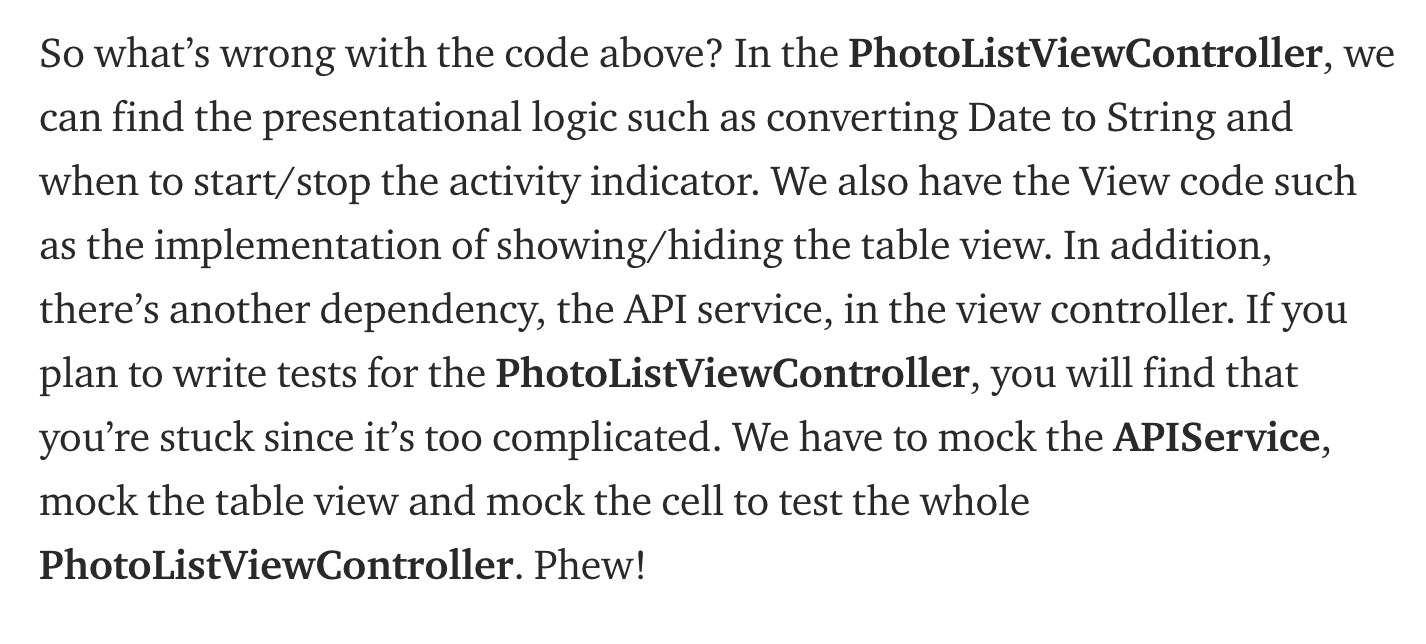 So what’s wrong with the code above? In the PhotoListViewController, we
can find the presentational logic such as converting Date to String and
when to start/stop the activity indicator. We also have the View code such
as the implementation of showing/hiding the table view. In addition,
there’s another dependency, the API service, in the view controller. If you
plan to write tests for the PhotoListViewController, you will find that
you’re stuck since it’s too complicated. We have to mock the APIService,
mock the table view and mock the cell to test the whole
PhotoListViewController. Phew!